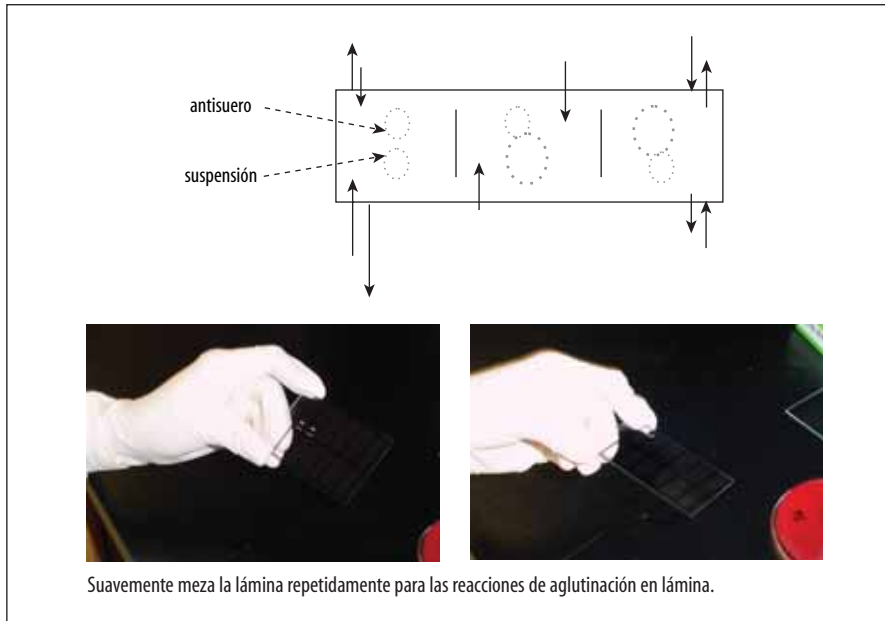 antisuero
suspensión
Suavemente meza la lámina repetidamente para las reacciones de aglutinación en lámina.